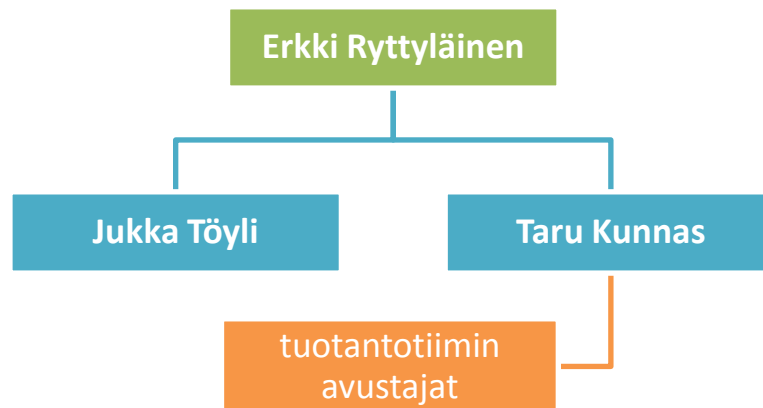 Erkki Ryttyläinen
Jukka Töyli
Taru Kunnas
tuotantotiimin
avustajat